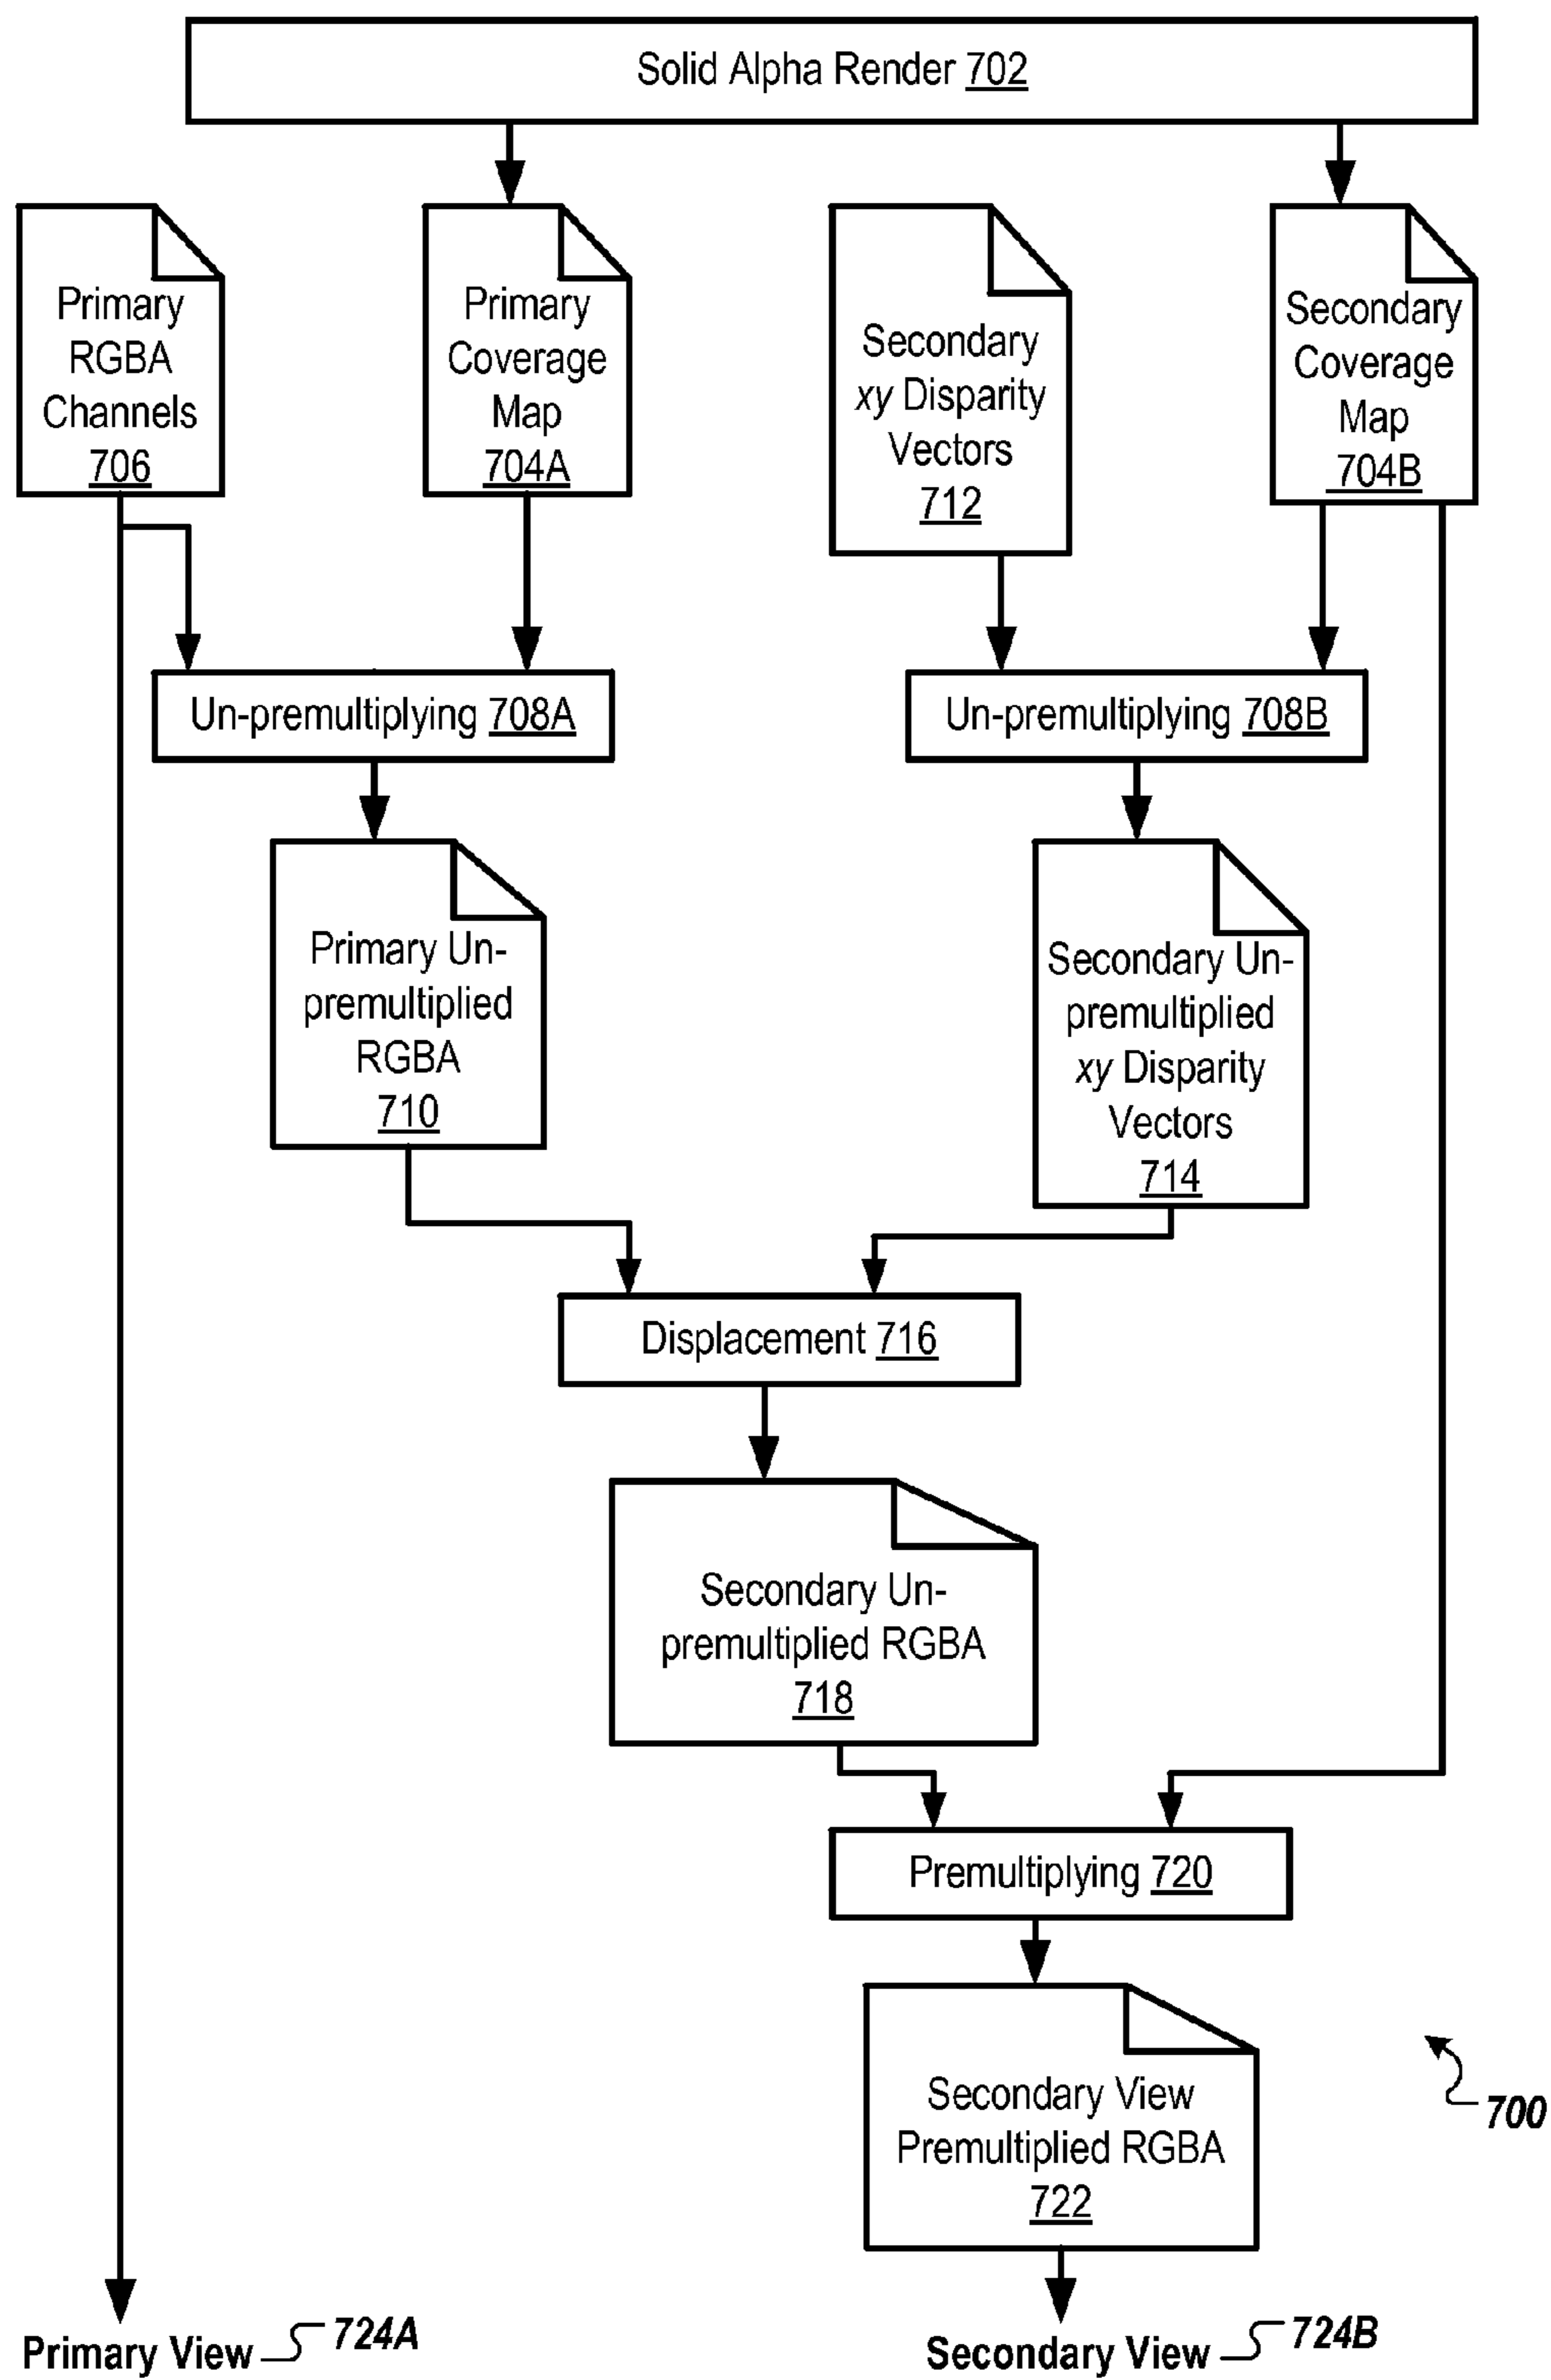 Solid Alpha Render 702
Primary
RGBA
Channels
706
Primary
Coverage
Map
704A
Secondary
xy Disparity
Vectors
712
Secondary
Coverage
Map
704B
Un-premultiplying 708A
Un-premultiplying 708B
Primary Un-
premultiplied
RGBA
710
Secondary Un-
premultiplied
xy Disparity
Vectors
714
Displacement 716
Secondary Un-
premultiplied RGBA
718
Premultiplying 720
Secondary View
Premultiplied RGBA
722
700
Primary View 724A
Secondary View 724B